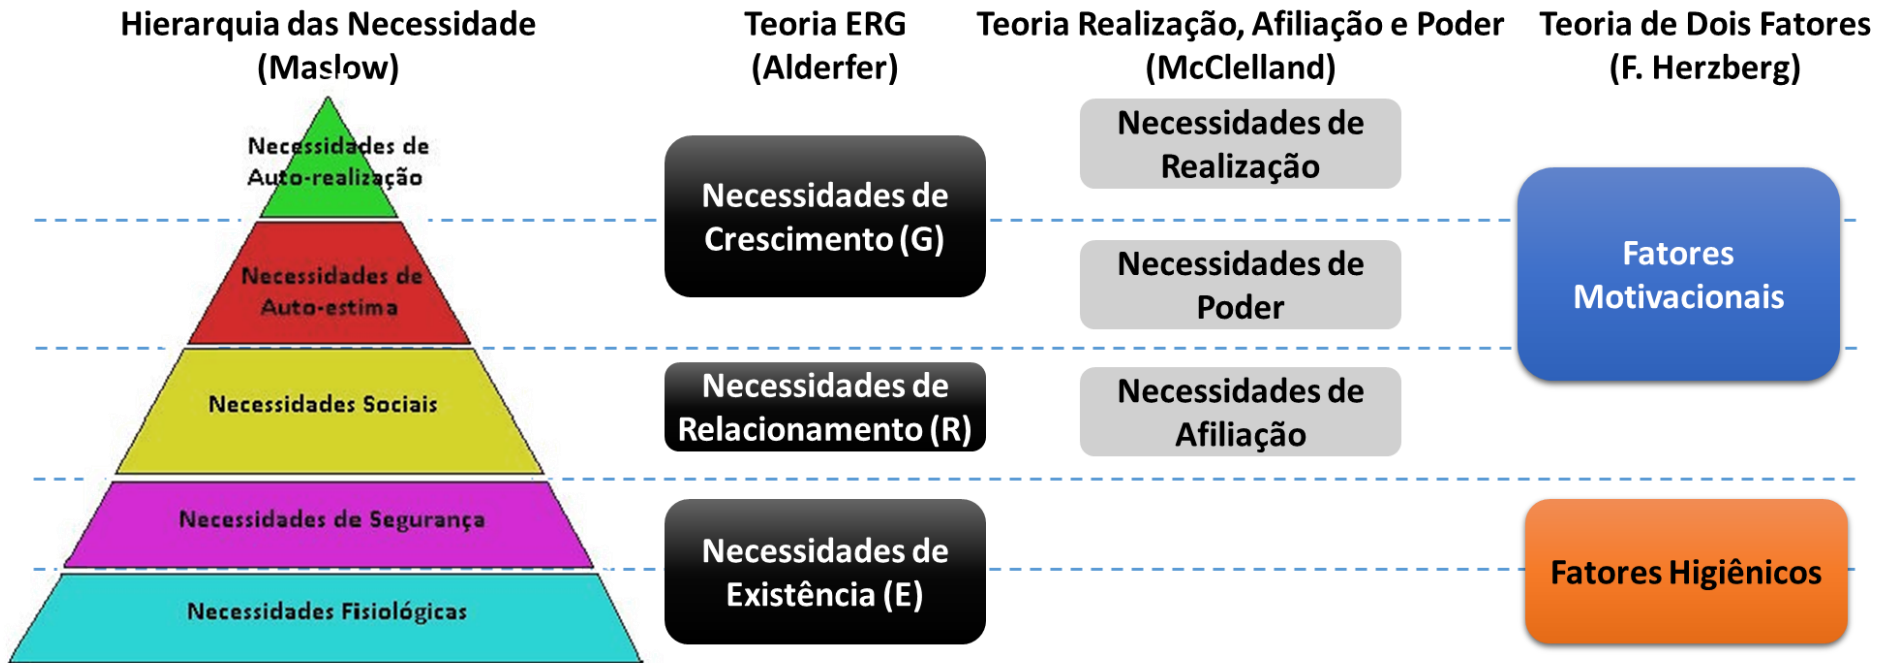 Hierarquia das Necessidade
(Maslow)
Necessidades de
Auto-realização
Necessidades de
Auto-estima
Necessidades Sociais
Necessidades de Segurança
Necessidades Fisiológicas
Teoria ERG
(Alderfer)
Necessidades de
Crescimento (G)
Necessidades de
Relacionamento (R)
Necessidades de
Existência (E)
Teoria Realização, Afiliação e Poder
(McClelland)
Necessidades de
Realização
Necessidades de
Poder
Necessidades de
Afiliação
Teoria de Dois Fatores
(F. Herzberg)
Fatores
Motivacionais
Fatores Higiênicos